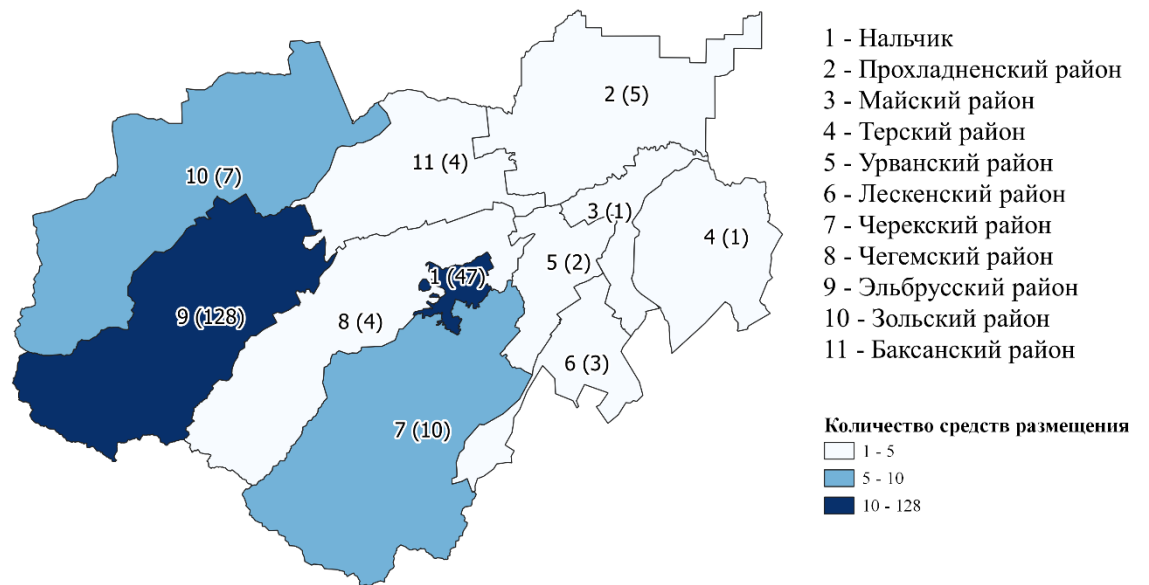 2 (5)
11 (4)
10 (7)
3 (1)
4 (1)
5 (2)
1 (47)
9 (128)
8 (4)
6 (3)
7 (10)
1 - Нальчик
2 - Прохладненский район
3 - Майский район
4 - Терский район
5 - Урванский район
6 - Лескенский район
7 - Черекский район
8 - Чегемский район
9 - Эльбрусский район
10 - Зольский район
11 - Баксанский район
Количество средств размещения
1 - 5
5 - 10
10 - 128